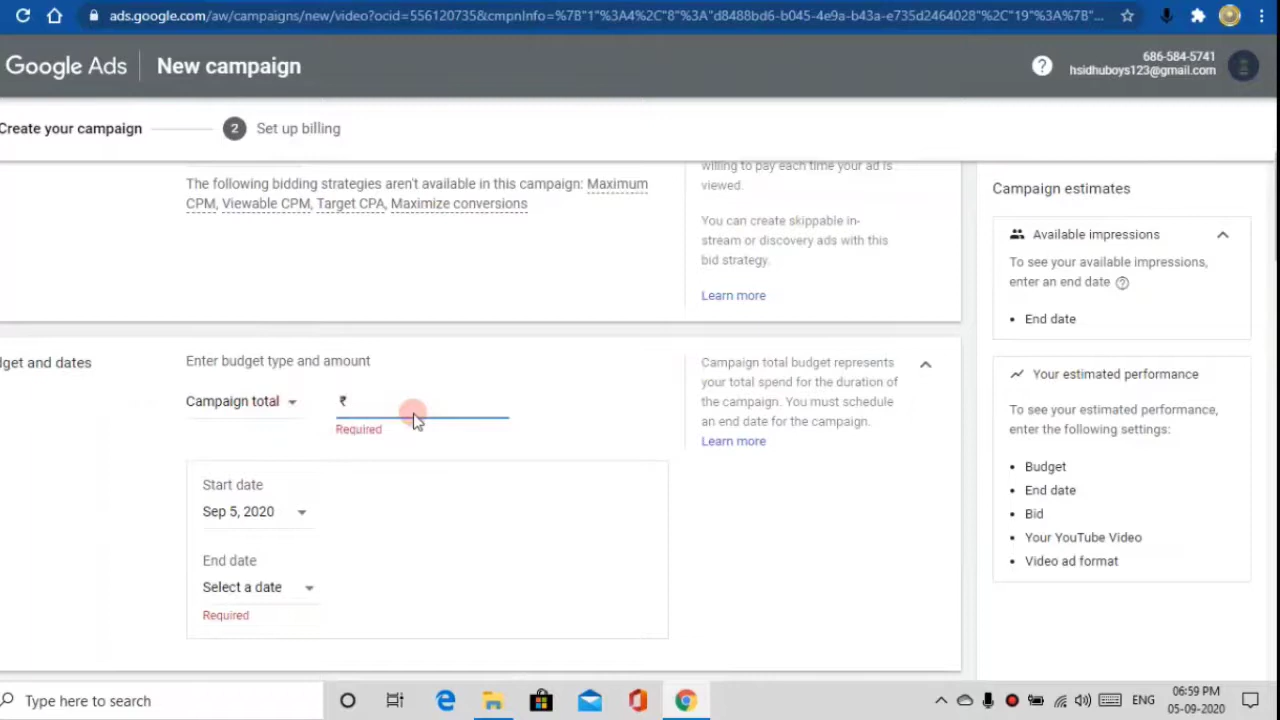 ads.google.com/aw/campaigns/new/video?ocid=556120735&cmpnInfo=%7B"1"%3A4%2C"8"%3A"d8488bd6-b045-4e9a-b43a-e735d2464028"%2C"19"%3A%7B"-...
Google Ads
New campaign
686-584-5741
hsidhuboys123@gmail.com
Create your campaign
2
Set up billing
The following bidding strategies aren't available in this campaign: Maximum
CPM, Viewable CPM, Target CPA, Maximize conversions
willing to pay each time your ad is
viewed.
You can create skippable in-
stream or discovery ads with this
bid strategy.
Learn more
Campaign estimates
Available impressions
To see your available impressions,
enter an end date
• End date
Your estimated performance
To see your estimated performance,
enter the following settings:
• Budget
• End date
• Bid
• Your YouTube Video
• Video ad format
dget and dates
Enter budget type and amount
Campaign total
₹
Required
Campaign total budget represents
your total spend for the duration of
the campaign. You must schedule
an end date for the campaign.
Learn more
Start date
Sep 5, 2020
End date
Select a date
Required
Type here to search
ENG
06:59 PM
05-09-2020